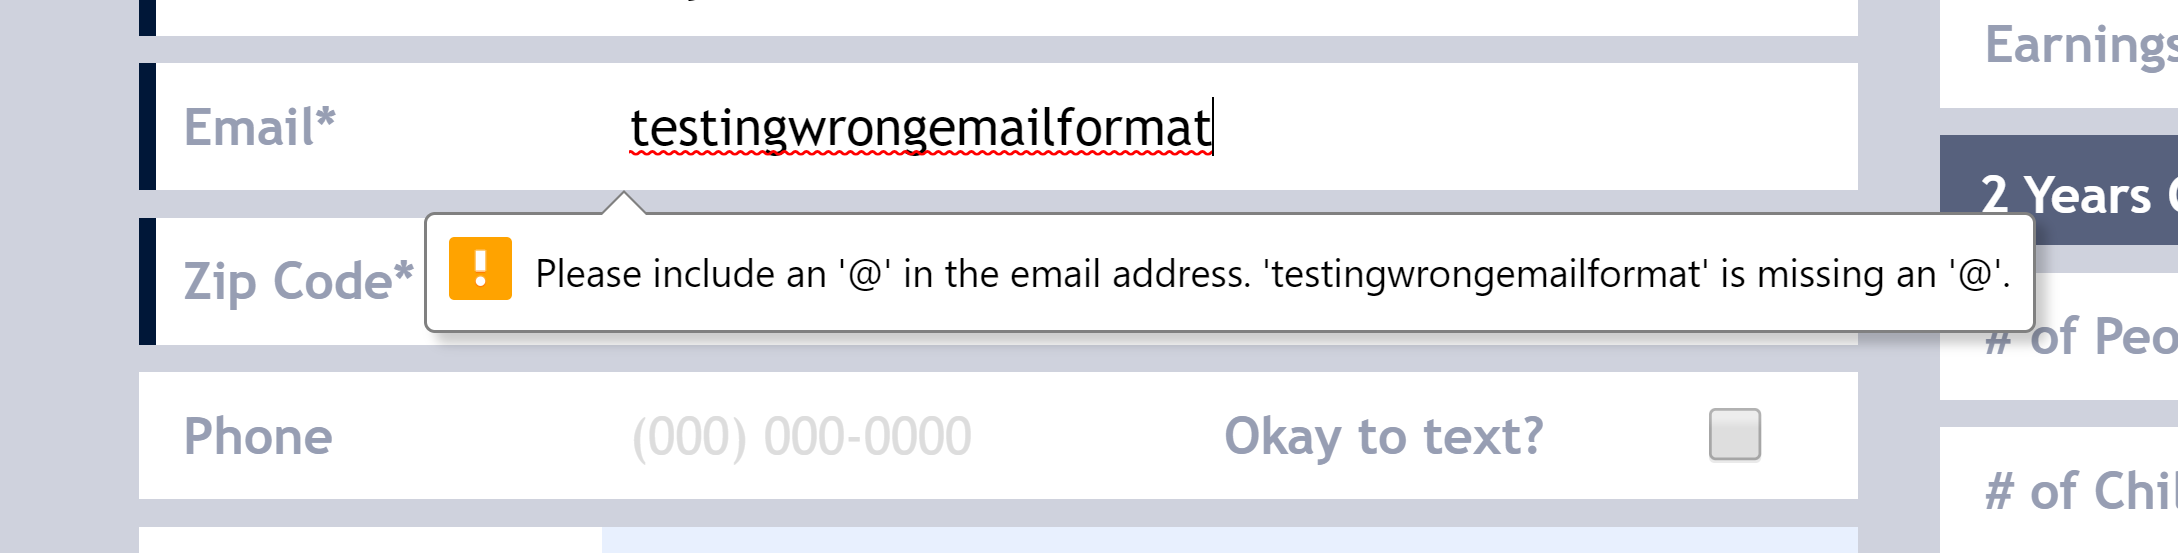 Email* testingwrongemailformat
Please include an '@' in the email address. 'testingwrongemailformat' is missing an '@'.
Zip Code*
Phone (000) 000-0000 Okay to text?
Earnings
2 Years
# of Peo
# of Chil